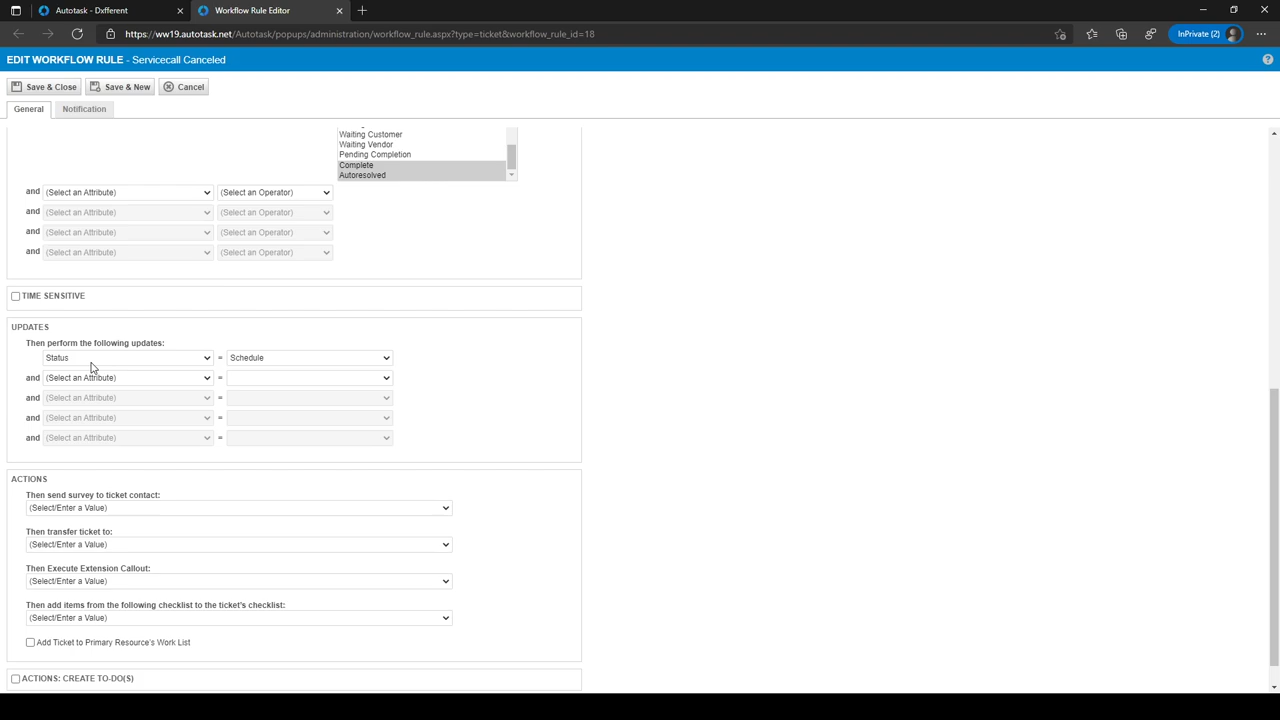 Autotask - Dxfferent
Workflow Rule Editor
https://ww19.autotask.net/Autotask/popups/administration/workflow_rule.aspx?type=ticket&workflow_rule_id=18
InPrivate (2)
EDIT WORKFLOW RULE - Servicecall Canceled
Save & Close
Save & New
Cancel
General
Notification
Waiting Customer
Waiting Vendor
Pending Completion
Complete
Autoresolved
and (Select an Attribute) (Select an Operator)
and (Select an Attribute) (Select an Operator)
and (Select an Attribute) (Select an Operator)
and (Select an Attribute) (Select an Operator)
TIME SENSITIVE
UPDATES
Then perform the following updates:
Status = Schedule
and (Select an Attribute) =
and (Select an Attribute) =
and (Select an Attribute) =
and (Select an Attribute) =
ACTIONS
Then send survey to ticket contact:
(Select/Enter a Value)
Then transfer ticket to:
(Select/Enter a Value)
Then Execute Extension Callout:
(Select/Enter a Value)
Then add items from the following checklist to the ticket's checklist:
(Select/Enter a Value)
Add Ticket to Primary Resource's Work List
ACTIONS: CREATE TO-DO(S)